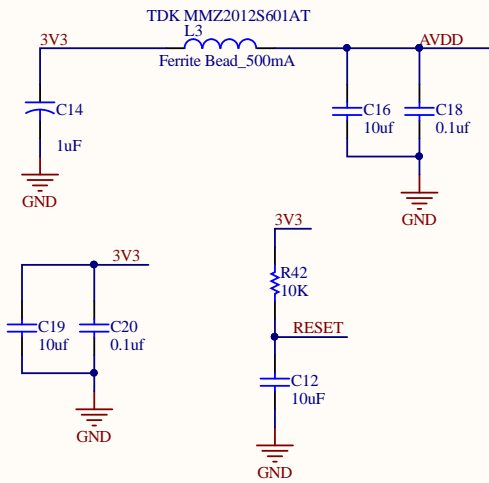 TDK MMZ2012S601AT
3V3
L3
AVDD
Ferrite Bead_500mA
C14
1uF
C16
10uf
C18
0.1uf
GND
GND
3V3
3V3
R42
10K
C19
10uf
C20
0.1uf
RESET
C12
10uF
GND
GND